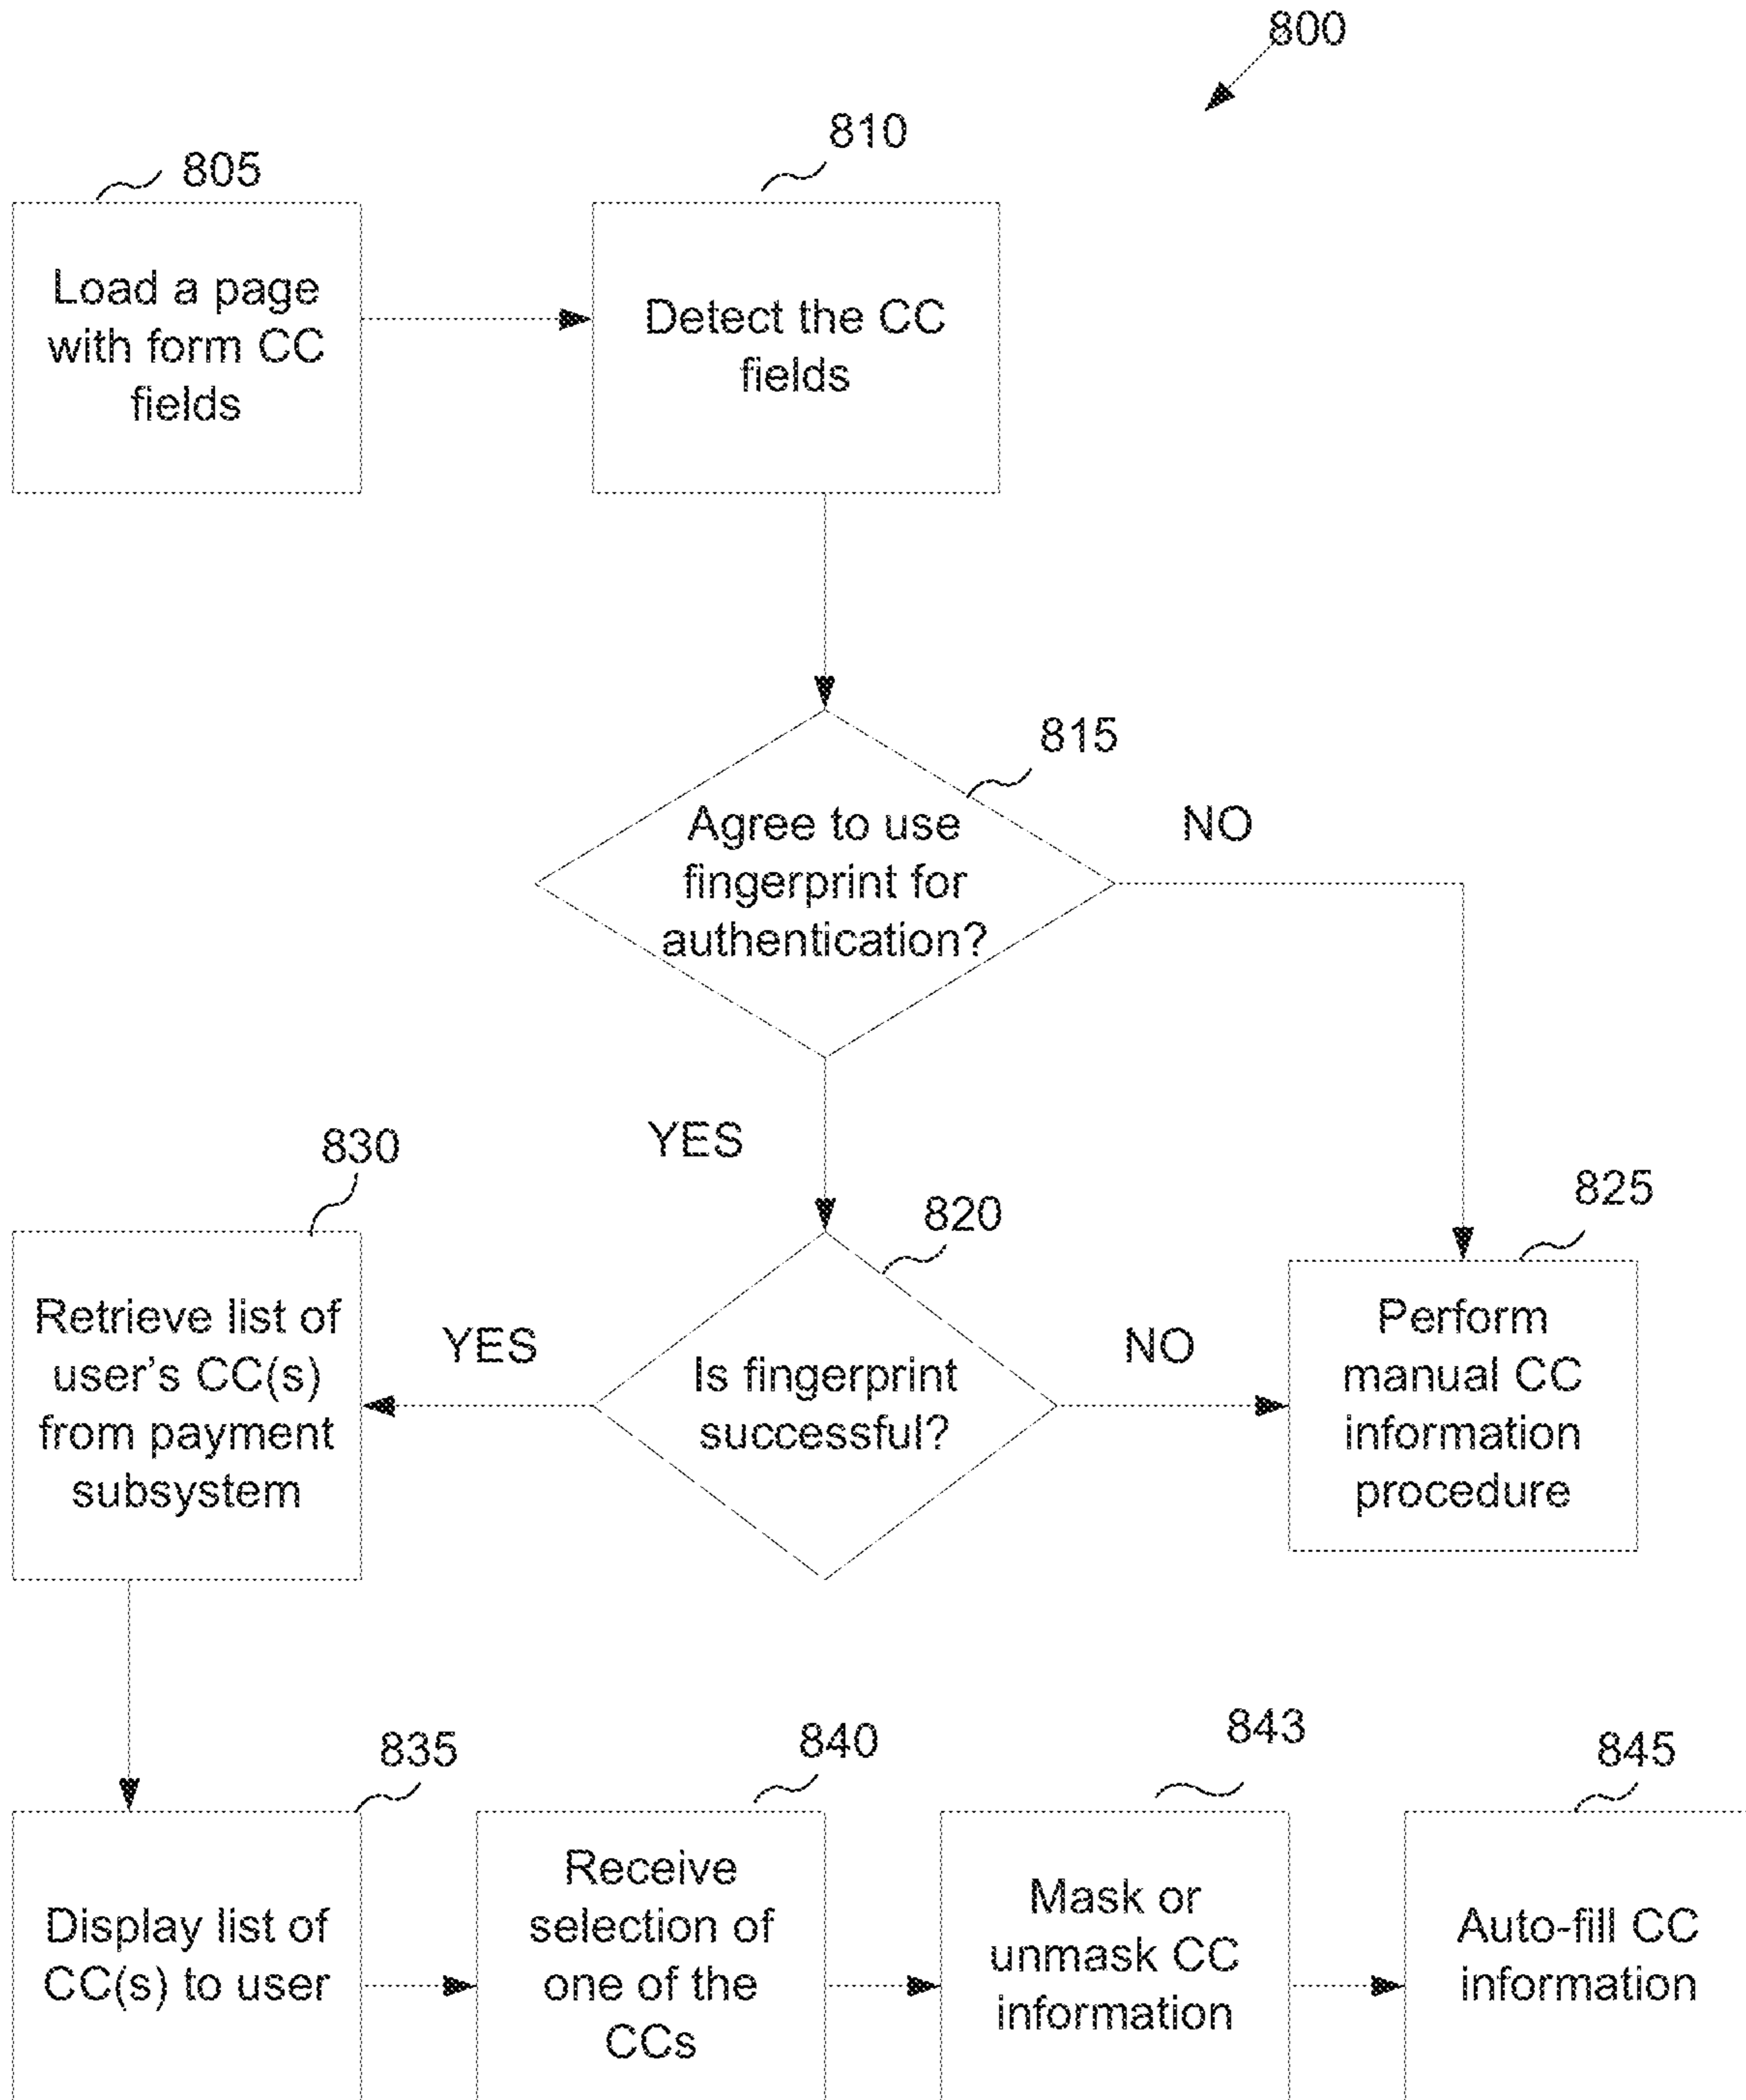 800
805
810
Load a page
with form CC
fields
Detect the CC
fields
815
Agree to use
fingerprint for
authentication?
NO
YES
830
820
825
Retrieve list of
user's CC(s)
from payment
subsystem
YES
Is fingerprint
successful?
NO
Perform
manual CC
information
procedure
835
840
843
845
Display list of
CC(s) to user
Receive
selection of
one of the
CCs
Mask or
unmask CC
information
Auto-fill CC
information